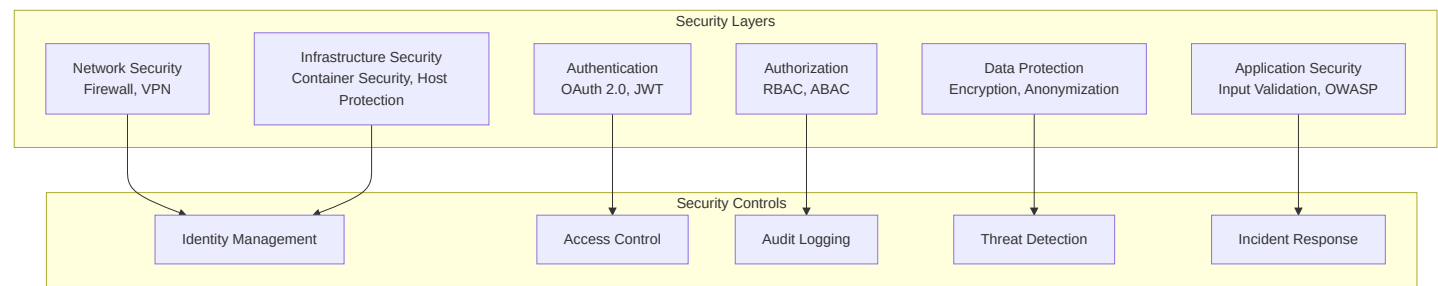 Security Layers
Network Security
Firewall, VPN
Infrastructure Security
Container Security, Host
Protection
Authentication
OAuth 2.0, JWT
Authorization
RBAC, ABAC
Data Protection
Encryption, Anonymization
Application Security
Input Validation, OWASP
Security Controls
Identity Management
Access Control
Audit Logging
Threat Detection
Incident Response